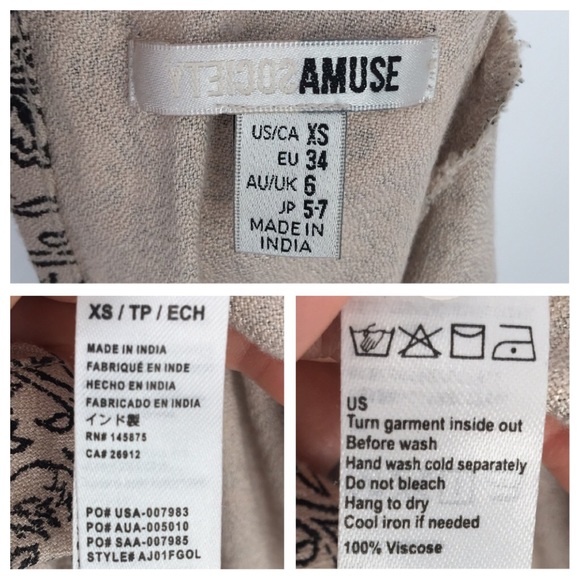 SOCIETY AMUSE
US/CA XS
EU 34
AU/UK 6
JP 5-7
MADE IN
INDIA
XS / TP / ECH
MADE IN INDIA
FABRIQUÉ EN INDE
HECHO EN INDIA
FABRICADO EN INDIA
インド製
RN# 145875
CA# 26912
PO# USA-007983
PO# AUA-005010
PO# SAA-007985
STYLE# AJ01FGOL
US
Turn garment inside out
Before wash
Hand wash cold separately
Do not bleach
Hang to dry
Cool iron if needed
100% Viscose